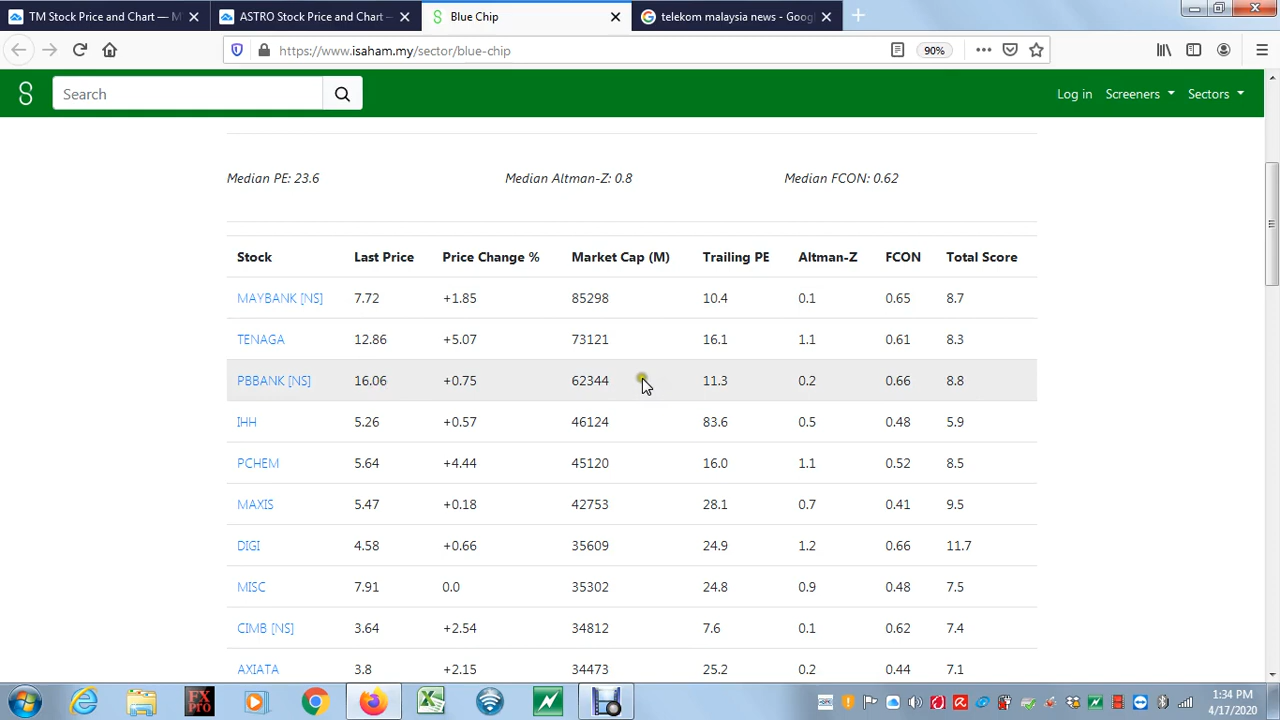 TM Stock Price and Chart — M
ASTRO Stock Price and Chart —
Blue Chip
telekom malaysia news - Goog
https://www.isaham.my/sector/blue-chip
90%
Search
Log in
Screeners
Sectors
Median PE: 23.6
Median Altman-Z: 0.8
Median FCON: 0.62
Stock Last Price Price Change % Market Cap (M) Trailing PE Altman-Z FCON Total Score
MAYBANK [NS] 7.72 +1.85 85298 10.4 0.1 0.65 8.7
TENAGA 12.86 +5.07 73121 16.1 1.1 0.61 8.3
PBBANK [NS] 16.06 +0.75 62344 11.3 0.2 0.66 8.8
IHH 5.26 +0.57 46124 83.6 0.5 0.48 5.9
PCHEM 5.64 +4.44 45120 16.0 1.1 0.52 8.5
MAXIS 5.47 +0.18 42753 28.1 0.7 0.41 9.5
DIGI 4.58 +0.66 35609 24.9 1.2 0.66 11.7
MISC 7.91 0.0 35302 24.8 0.9 0.48 7.5
CIMB [NS] 3.64 +2.54 34812 7.6 0.1 0.62 7.4
AXIATA 3.8 +2.15 34473 25.2 0.2 0.44 7.1
FX PRO
1:34 PM
4/17/2020